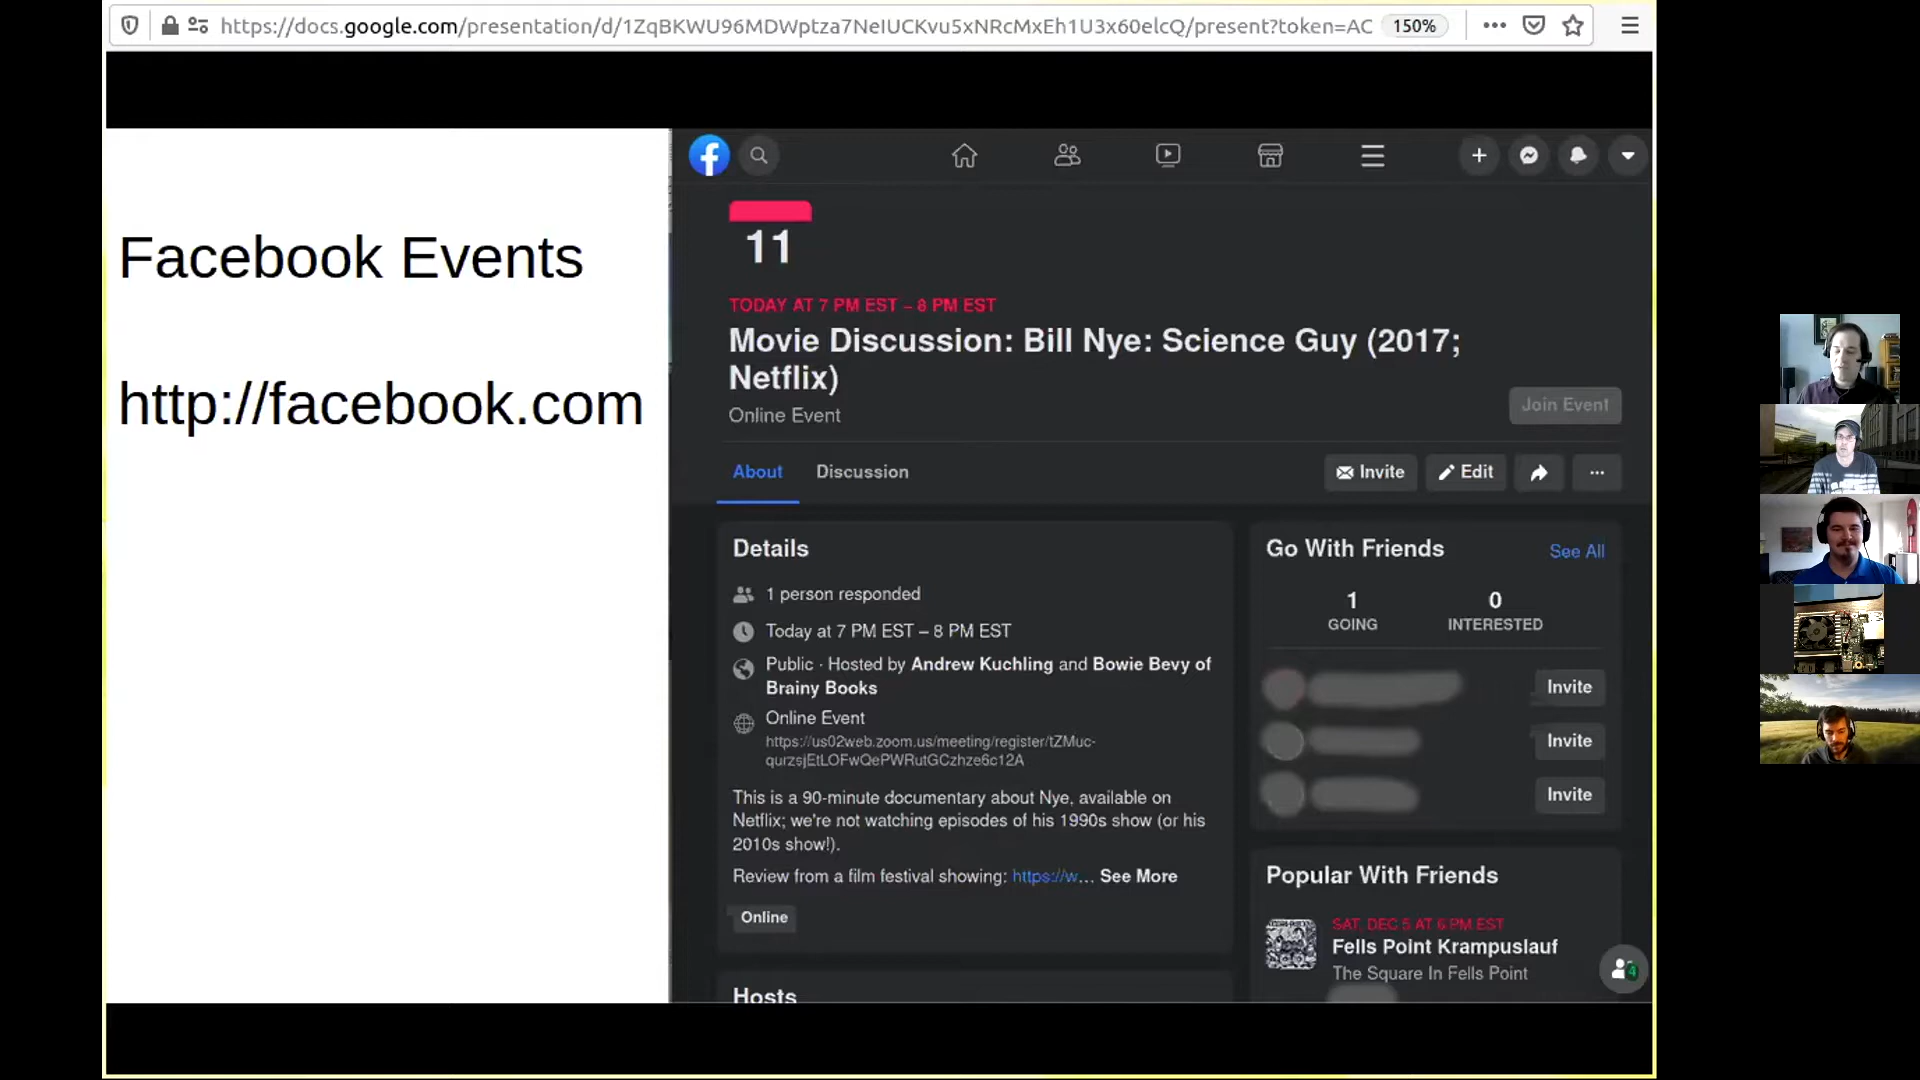 https://docs.google.com/presentation/d/1ZqBKWU96MDWptza7NeIUCKvu5xNRcMxEh1U3x60elcQ/present?token=AC
150%
Facebook Events
http://facebook.com
11
TODAY AT 7 PM EST – 8 PM EST
Movie Discussion: Bill Nye: Science Guy (2017;
Netflix)
Online Event
Join Event
About Discussion
Invite Edit
Details
1 person responded
Today at 7 PM EST – 8 PM EST
Public · Hosted by Andrew Kuchling and Bowie Bevy of
Brainy Books
Online Event
https://us02web.zoom.us/meeting/register/tZMuc-
qurzsjEtLOFwQePWRutGCzhze6c12A
This is a 90-minute documentary about Nye, available on
Netflix; we're not watching episodes of his 1990s show (or his
2010s show!).
Review from a film festival showing: https://w... See More
Online
Hosts
Go With Friends See All
1 0
GOING INTERESTED
Invite
Invite
Invite
Popular With Friends
SAT, DEC 5 AT 6 PM EST
Fells Point Krampuslauf
The Square In Fells Point
4